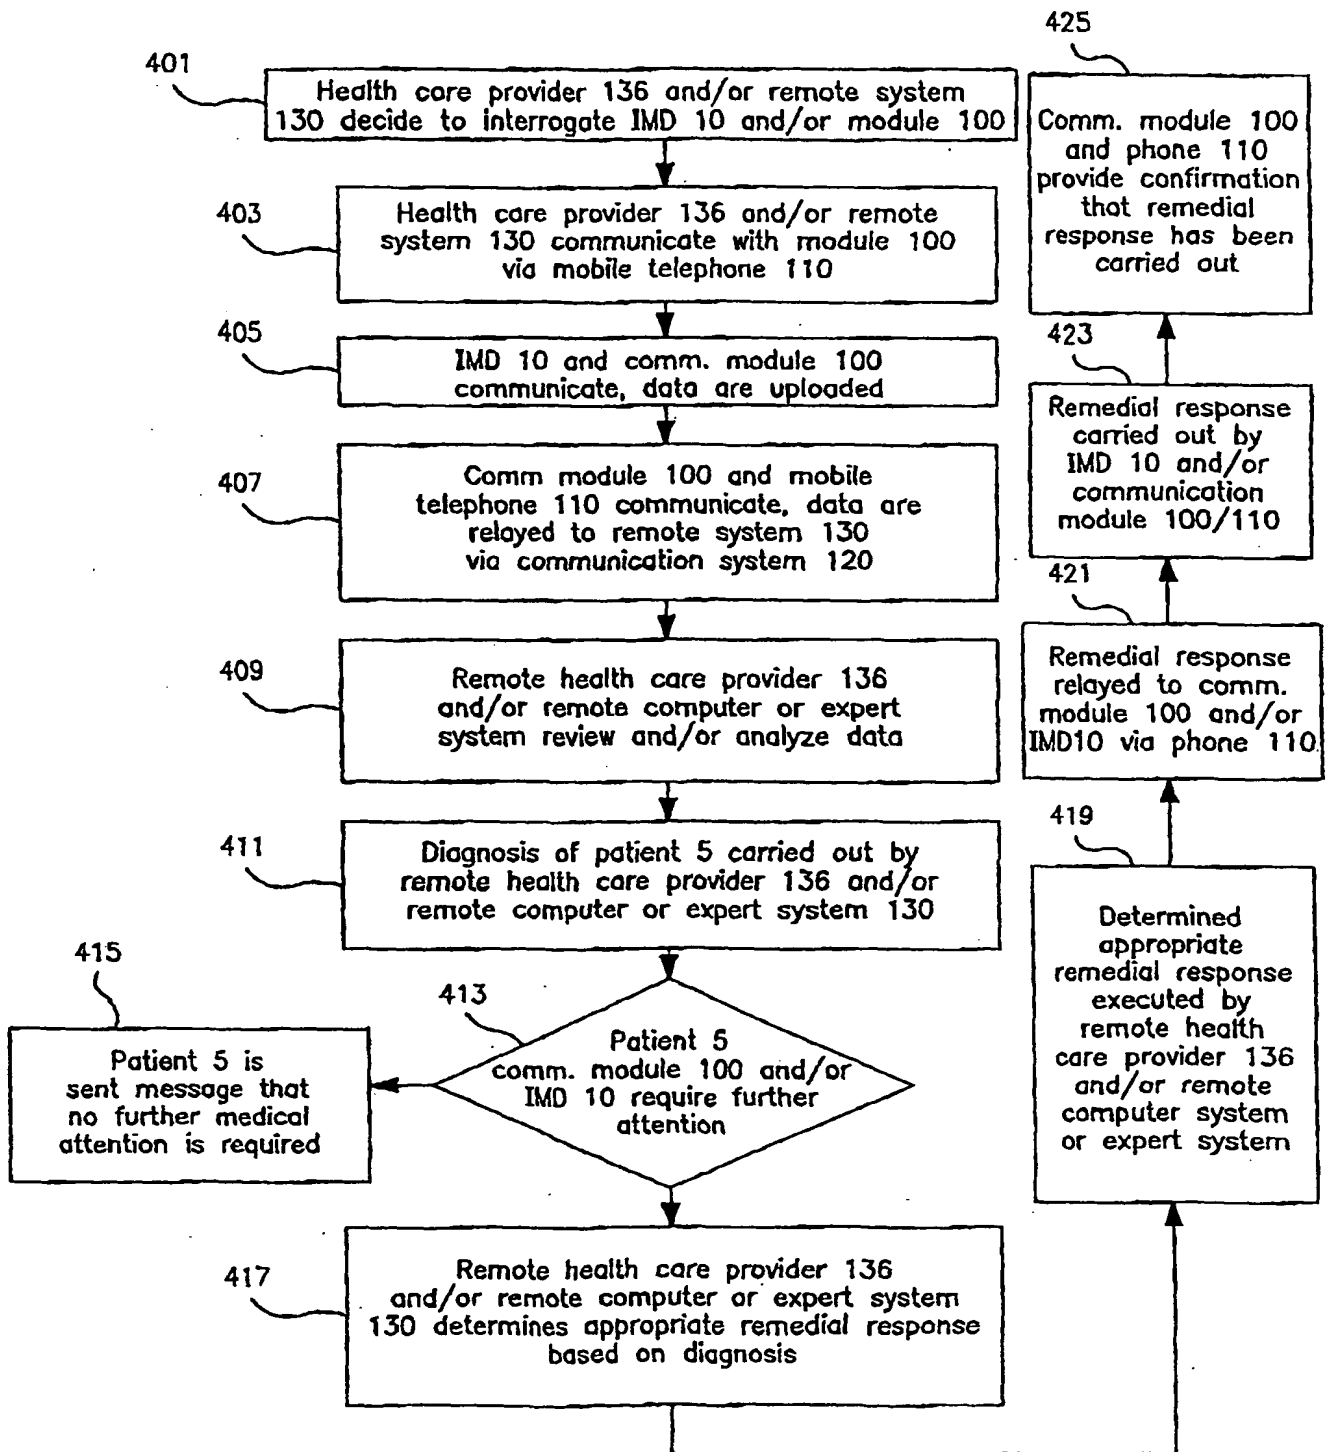 401
Health care provider 136 and/or remote system
130 decide to interrogate IMD 10 and/or module 100
403
Health care provider 136 and/or remote
system 130 communicate with module 100
via mobile telephone 110
405
IMD 10 and comm. module 100
communicate, data are uploaded
407
Comm module 100 and mobile
telephone 110 communicate, data are
relayed to remote system 130
via communication system 120
409
Remote health care provider 136
and/or remote computer or expert
system review and/or analyze data
411
Diagnosis of patient 5 carried out by
remote health care provider 136 and/or
remote computer or expert system 130
413
Patient 5
comm. module 100 and/or
IMD 10 require further
attention
415
Patient 5 is
sent message that
no further medical
attention is required
417
Remote health care provider 136
and/or remote computer or expert system
130 determines appropriate remedial response
based on diagnosis
419
Determined
appropriate
remedial response
executed by
remote health
care provider 136
and/or remote
computer system
or expert system
421
Remedial response
relayed to comm.
module 100 and/or
IMD10 via phone 110
423
Remedial response
carried out by
IMD 10 and/or
communication
module 100/110
425
Comm. module 100
and phone 110
provide confirmation
that remedial
response has been
carried out